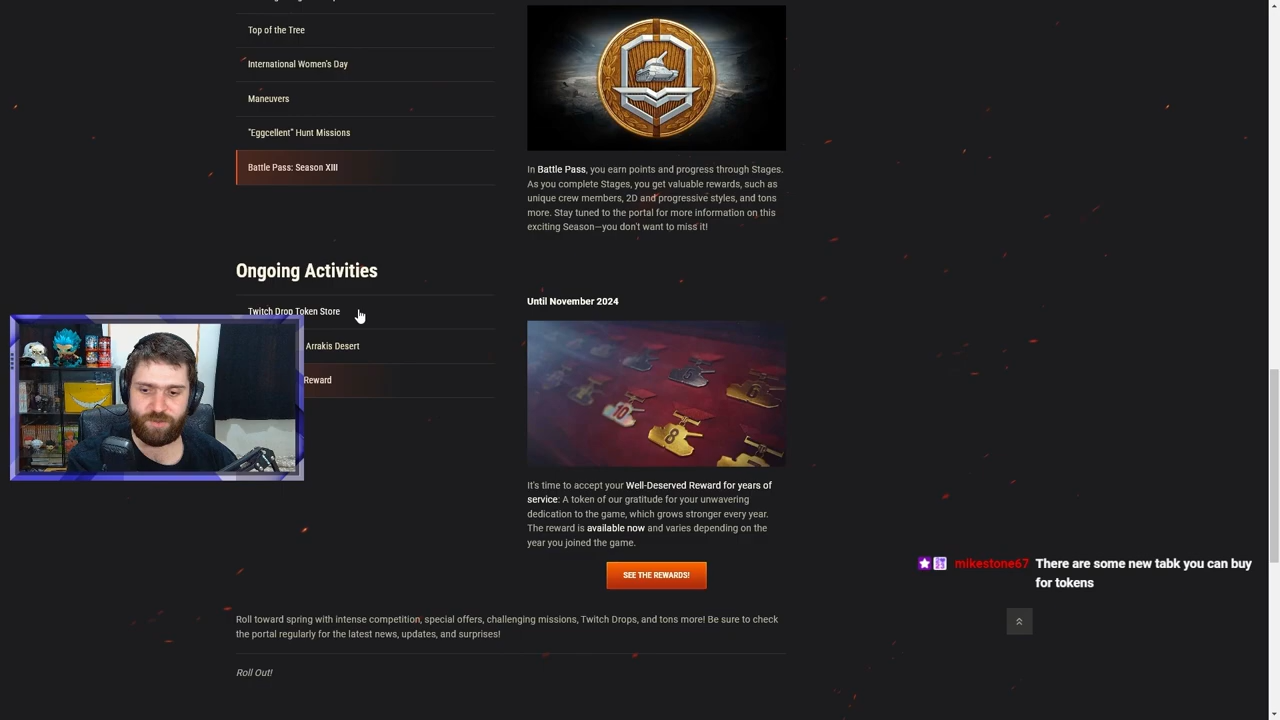 Top of the Tree
International Women's Day
Maneuvers
"Eggcellent" Hunt Missions
Battle Pass: Season XIII
In Battle Pass, you earn points and progress through Stages.
As you complete Stages, you get valuable rewards, such as
unique crew members, 2D and progressive styles, and tons
more. Stay tuned to the portal for more information on this
exciting Season—you don't want to miss it!
Ongoing Activities
Twitch Drop Token Store
Arrakis Desert
Reward
Until November 2024
10
8
It's time to accept your Well-Deserved Reward for years of
service: A token of our gratitude for your unwavering
dedication to the game, which grows stronger every year.
The reward is available now and varies depending on the
year you joined the game.
SEE THE REWARDS!
mikestone67 There are some new tabk you can buy
for tokens
Roll toward spring with intense competition, special offers, challenging missions, Twitch Drops, and tons more! Be sure to check
the portal regularly for the latest news, updates, and surprises!
Roll Out!